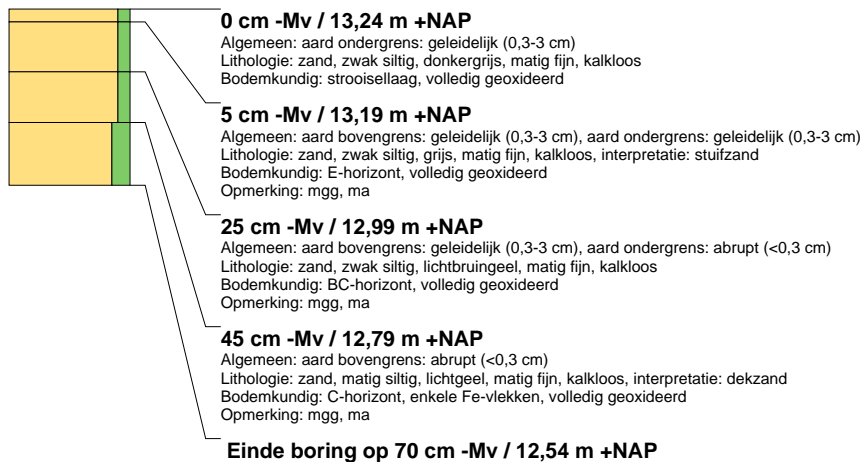 0 cm -Mv / 13,24 m +NAP
Algemeen: aard ondergrens: geleidelijk (0,3-3 cm)
Lithologie: zand, zwak siltig, donkergrijs, matig fijn, kalkloos
Bodemkundig: strooisellaag, volledig geoxideerd
5 cm -Mv / 13,19 m +NAP
Algemeen: aard bovengrens: geleidelijk (0,3-3 cm), aard ondergrens: geleidelijk (0,3-3 cm)
Lithologie: zand, zwak siltig, grijs, matig fijn, kalkloos, interpretatie: stuifzand
Bodemkundig: E-horizont, volledig geoxideerd
Opmerking: mgg, ma
25 cm -Mv / 12,99 m +NAP
Algemeen: aard bovengrens: geleidelijk (0,3-3 cm), aard ondergrens: abrupt (<0,3 cm)
Lithologie: zand, zwak siltig, lichtbruingeel, matig fijn, kalkloos
Bodemkundig: BC-horizont, volledig geoxideerd
Opmerking: mgg, ma
45 cm -Mv / 12,79 m +NAP
Algemeen: aard bovengrens: abrupt (<0,3 cm)
Lithologie: zand, matig siltig, lichtgeel, matig fijn, kalkloos, interpretatie: dekzand
Bodemkundig: C-horizont, enkele Fe-vlekken, volledig geoxideerd
Opmerking: mgg, ma
Einde boring op 70 cm -Mv / 12,54 m +NAP